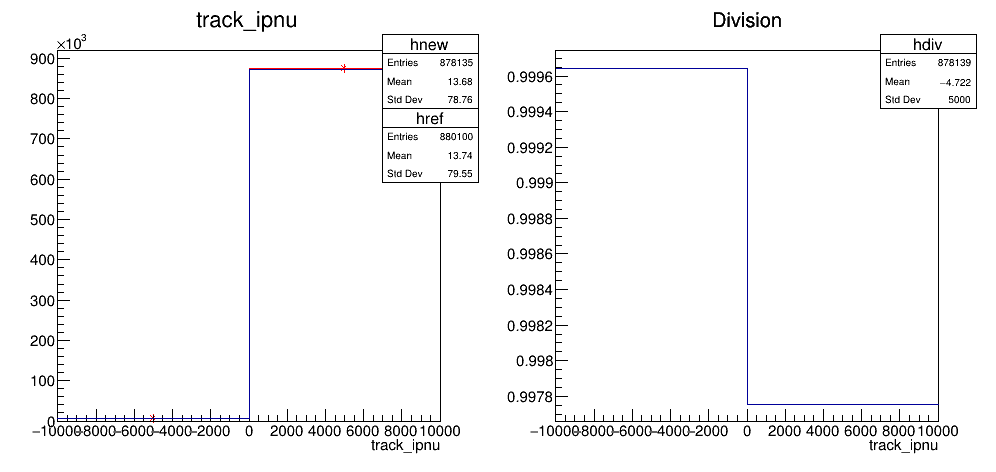 track_ipnu
×10³
900
800
700
600
500
400
300
200
100
0
−10000 −8000 −6000 −4000 −2000 0 2000 4000 6000 8000 10000
track_ipnu
hnew
Entries 878135
Mean 13.68
Std Dev 78.76
href
Entries 880100
Mean 13.74
Std Dev 79.55
Division
0.9996
0.9994
0.9992
0.999
0.9988
0.9986
0.9984
0.9982
0.998
0.9978
−10000 −8000 −6000 −4000 −2000 0 2000 4000 6000 8000 10000
track_ipnu
hdiv
Entries 878139
Mean −4.722
Std Dev 5000